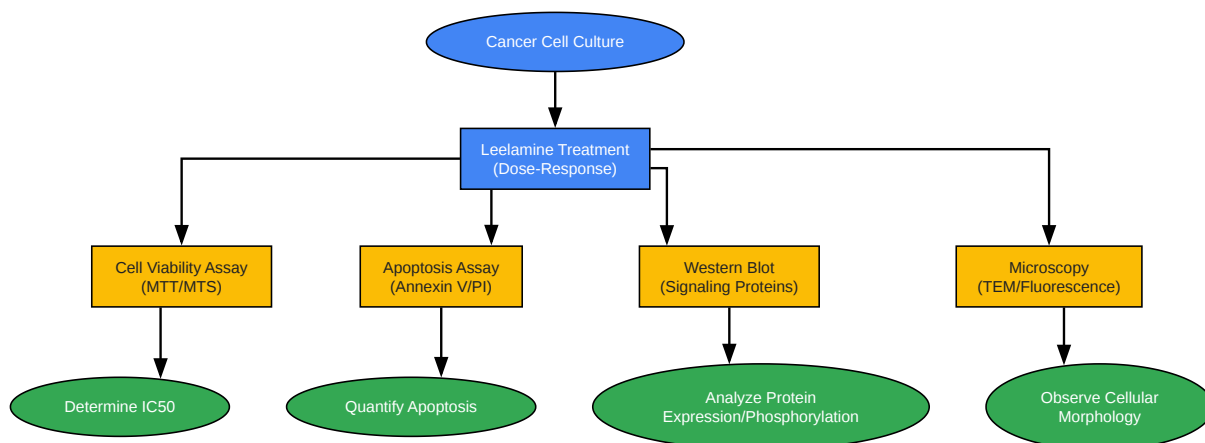 Cancer Cell Culture
Leelamine Treatment
(Dose-Response)
Cell Viability Assay
(MTT/MTS)
Apoptosis Assay
(Annexin V/PI)
Western Blot
(Signaling Proteins)
Microscopy
(TEM/Fluorescence)
Determine IC50
Quantify Apoptosis
Analyze Protein
Expression/Phosphorylation
Observe Cellular
Morphology